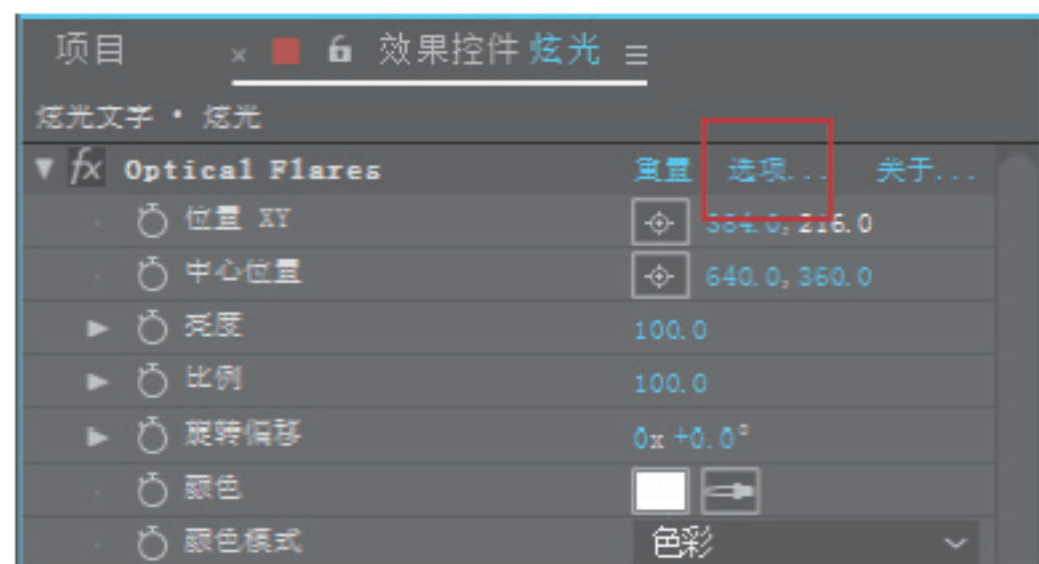 项目 × 效果控件 炫光 ≡
炫光文字 · 炫光
fx Optical Flares 重置 选项... 关于...
位置 XY 384.0, 216.0
中心位置 640.0, 360.0
亮度 100.0
比例 100.0
旋转偏移 0x +0.0°
颜色
颜色模式 色彩